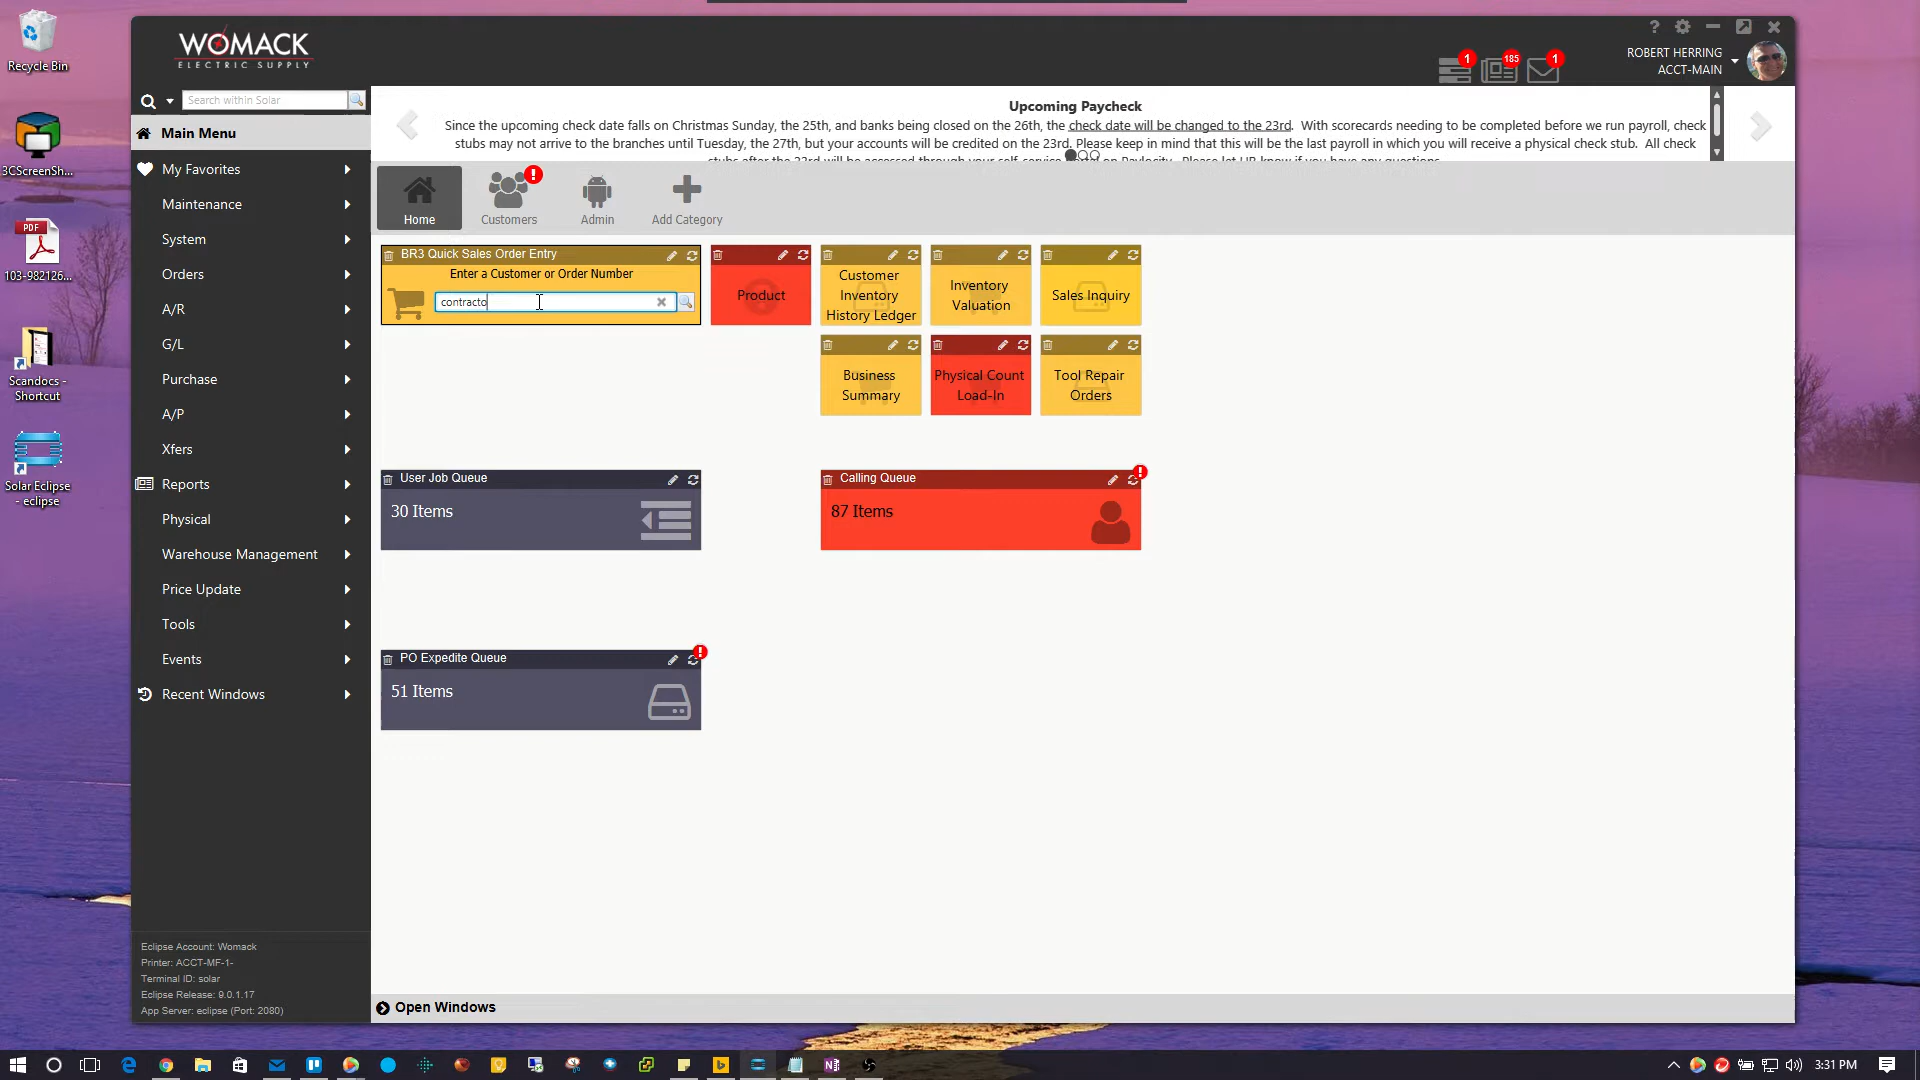 Recycle Bin
3CScreenSh...
PDF
103-982126...
Scandocs -
Shortcut
Solar Eclipse
- eclipse
WOMACK
ELECTRIC SUPPLY
?
1
185
1
ROBERT HERRING
ACCT-MAIN
Search within Solar
Main Menu
My Favorites
Maintenance
System
Orders
A/R
G/L
Purchase
A/P
Xfers
Reports
Physical
Warehouse Management
Price Update
Tools
Events
Recent Windows
Eclipse Account: Womack
Printer: ACCT-MF-1-
Terminal ID: solar
Eclipse Release: 9.0.1.17
App Server: eclipse (Port: 2080)
Upcoming Paycheck
Since the upcoming check date falls on Christmas Sunday, the 25th, and banks being closed on the 26th, the check date will be changed to the 23rd. With scorecards needing to be completed before we run payroll, check
stubs may not arrive to the branches until Tuesday, the 27th, but your accounts will be credited on the 23rd. Please keep in mind that this will be the last payroll in which you will receive a physical check stub. All check
Home
!
Customers
Admin
Add Category
BR3 Quick Sales Order Entry
Enter a Customer or Order Number
contracto
Product
Customer
Inventory
History Ledger
Inventory
Valuation
Sales Inquiry
Business
Summary
Physical Count
Load-In
Tool Repair
Orders
User Job Queue
30 Items
Calling Queue
!
87 Items
PO Expedite Queue
!
51 Items
Open Windows
3:31 PM